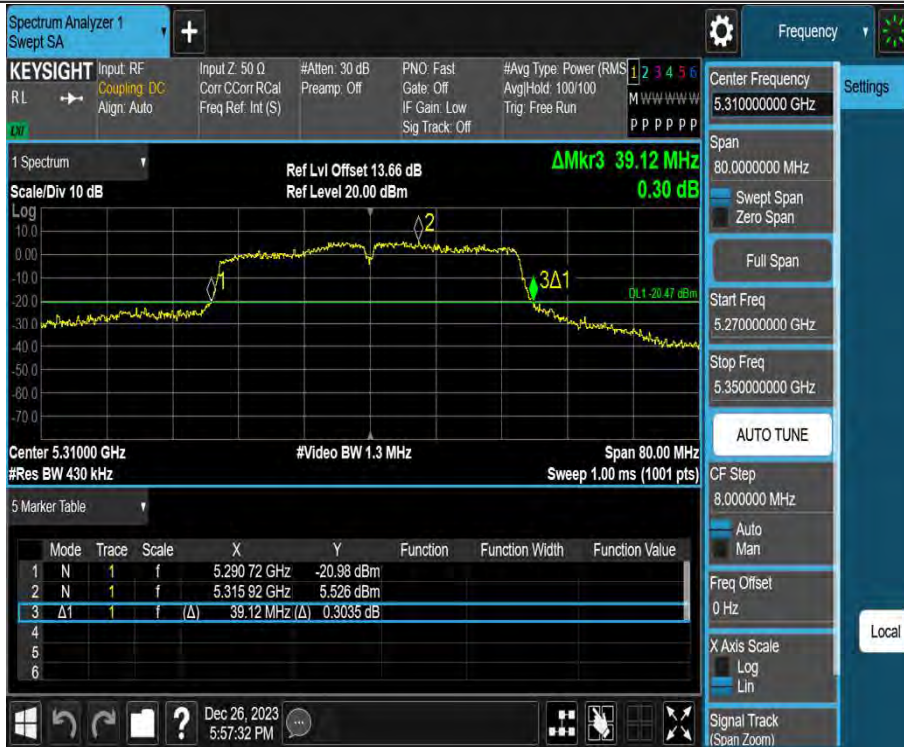 Spectrum Analyzer 1
Swept SA
+
Frequency
KEYSIGHT
RL
LXI
Input: RF
Coupling: DC
Align: Auto
Input Z: 50 Ω
Corr CCorr RCal
Freq Ref: Int (S)
#Atten: 30 dB
Preamp: Off
PNO: Fast
Gate: Off
IF Gain: Low
Sig Track: Off
#Avg Type: Power (RMS
Avg|Hold: 100/100
Trig: Free Run
1 2 3 4 5 6
M W W W W W
P P P P P P
1 Spectrum
Scale/Div 10 dB
Ref Lvl Offset 13.66 dB
Ref Level 20.00 dBm
ΔMkr3 39.12 MHz
0.30 dB
Log
10.0
0.00
-10.0
-20.0
-30.0
-40.0
-50.0
-60.0
-70.0
1
2
3Δ1
DL1 -20.47 dBm
Center 5.31000 GHz
#Res BW 430 kHz
#Video BW 1.3 MHz
Span 80.00 MHz
Sweep 1.00 ms (1001 pts)
5 Marker Table
Mode Trace Scale X Y Function Function Width Function Value
1 N 1 f 5.290 72 GHz -20.98 dBm
2 N 1 f 5.315 92 GHz 5.526 dBm
3 Δ1 1 f (Δ) 39.12 MHz (Δ) 0.3035 dB
4
5
6
?
Dec 26, 2023
5:57:32 PM
Center Frequency
5.310000000 GHz
Settings
Span
80.0000000 MHz
Swept Span
Zero Span
Full Span
Start Freq
5.270000000 GHz
Stop Freq
5.350000000 GHz
AUTO TUNE
CF Step
8.000000 MHz
Auto
Man
Freq Offset
0 Hz
Local
X Axis Scale
Log
Lin
Signal Track
(Span Zoom)